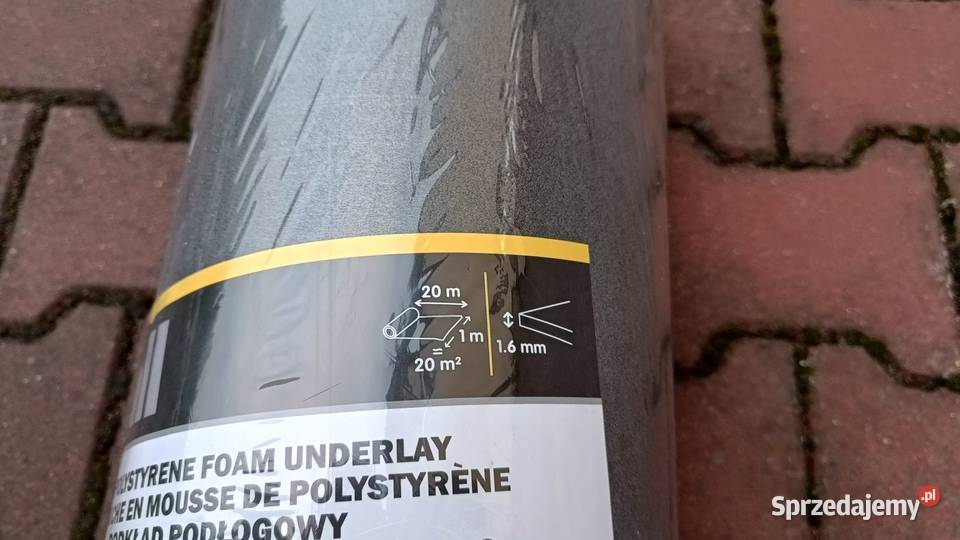 20 m
1 m
1.6 mm
=
20 m²
FOAM UNDERLAY
EN MOUSSE DE POLYSTYRÈNE
PODŁOGOWY
Sprzedajemy.pl